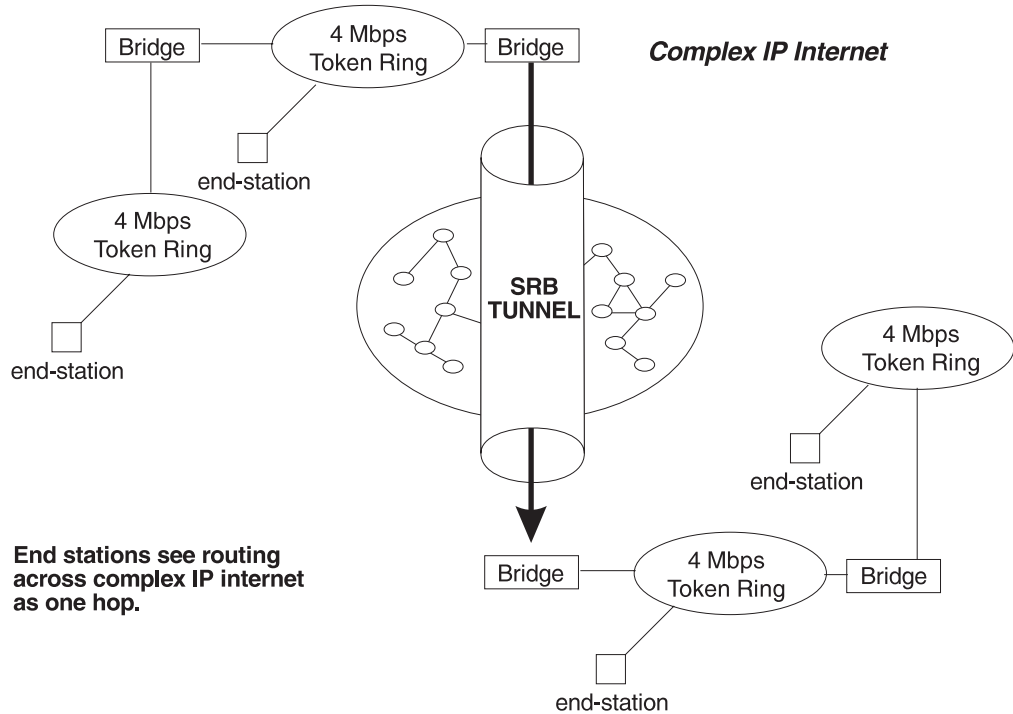 Bridge
4 Mbps
Token Ring
Bridge
Complex IP Internet
end-station
4 Mbps
Token Ring
end-station
SRB
TUNNEL
4 Mbps
Token Ring
end-station
End stations see routing
across complex IP internet
as one hop.
Bridge
4 Mbps
Token Ring
Bridge
end-station